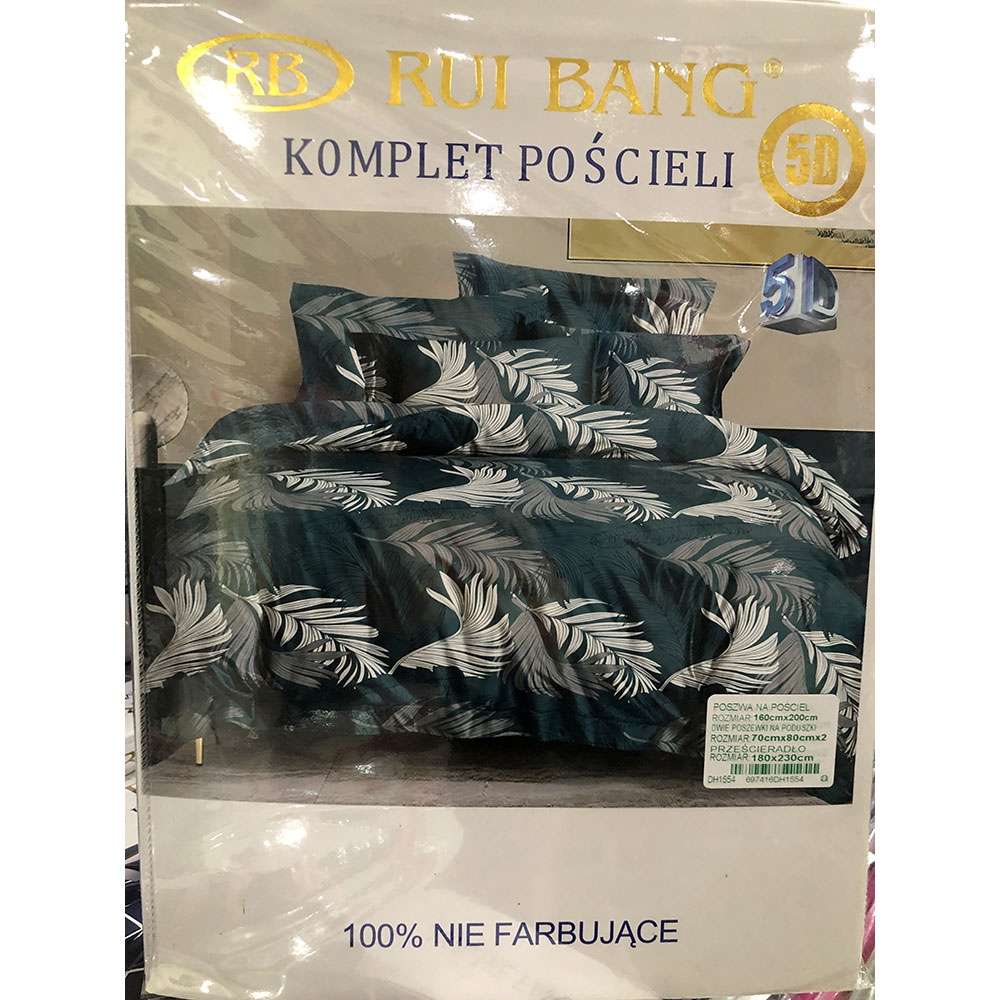 RB RUI BANG®
KOMPLET POŚCIELI
5D
5D
POSZWA NA POŚCIEL
ROZMIAR 160cmx200cm
DWIE POSZEWKI NA PODUSZKI
ROZMIAR 70cmx80cmx2
PRZEŚCIERADŁO
ROZMIAR 180x230cm
DH1554 697416DH1554
100% NIE FARBUJĄCE